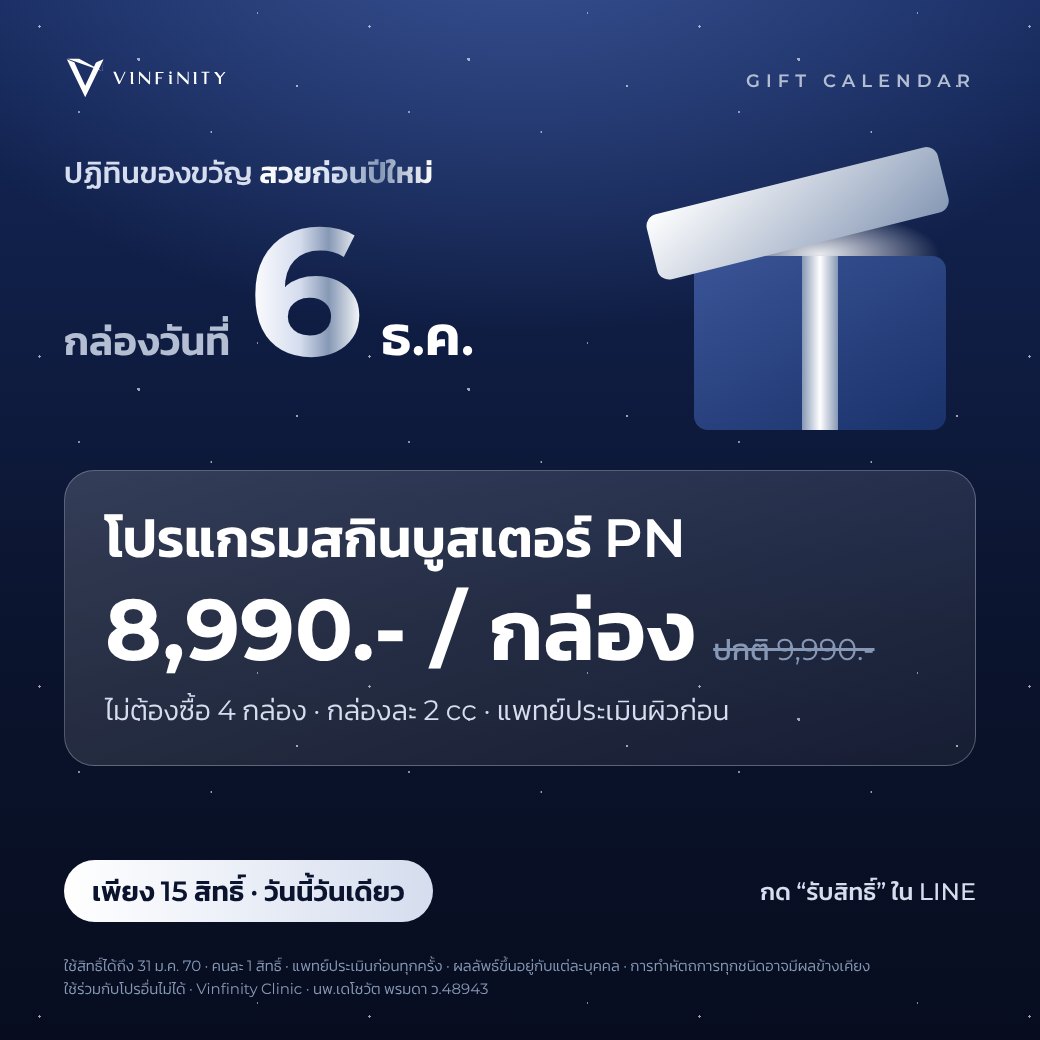 VINFINITY
GIFT CALENDAR
ปฏิทินของขวัญ สวยก่อนปีใหม่
กล่องวันที่ 6 ธ.ค.
โปรแกรมสกินบูสเตอร์ PN
8,990.- / กล่อง ปกติ 9,990.-
ไม่ต้องซื้อ 4 กล่อง · กล่องละ 2 cc · แพทย์ประเมินผิวก่อน
เพียง 15 สิทธิ์ · วันนี้วันเดียว
กด “รับสิทธิ์” ใน LINE
ใช้สิทธิ์ได้ถึง 31 ม.ค. 70 · คนละ 1 สิทธิ์ · แพทย์ประเมินก่อนทุกครั้ง · ผลลัพธ์ขึ้นอยู่กับแต่ละบุคคล · การทำหัตถการทุกชนิดอาจมีผลข้างเคียง
ใช้ร่วมกับโปรอื่นไม่ได้ · Vinfinity Clinic · นพ.เดโชวัต พรมดา ว.48943